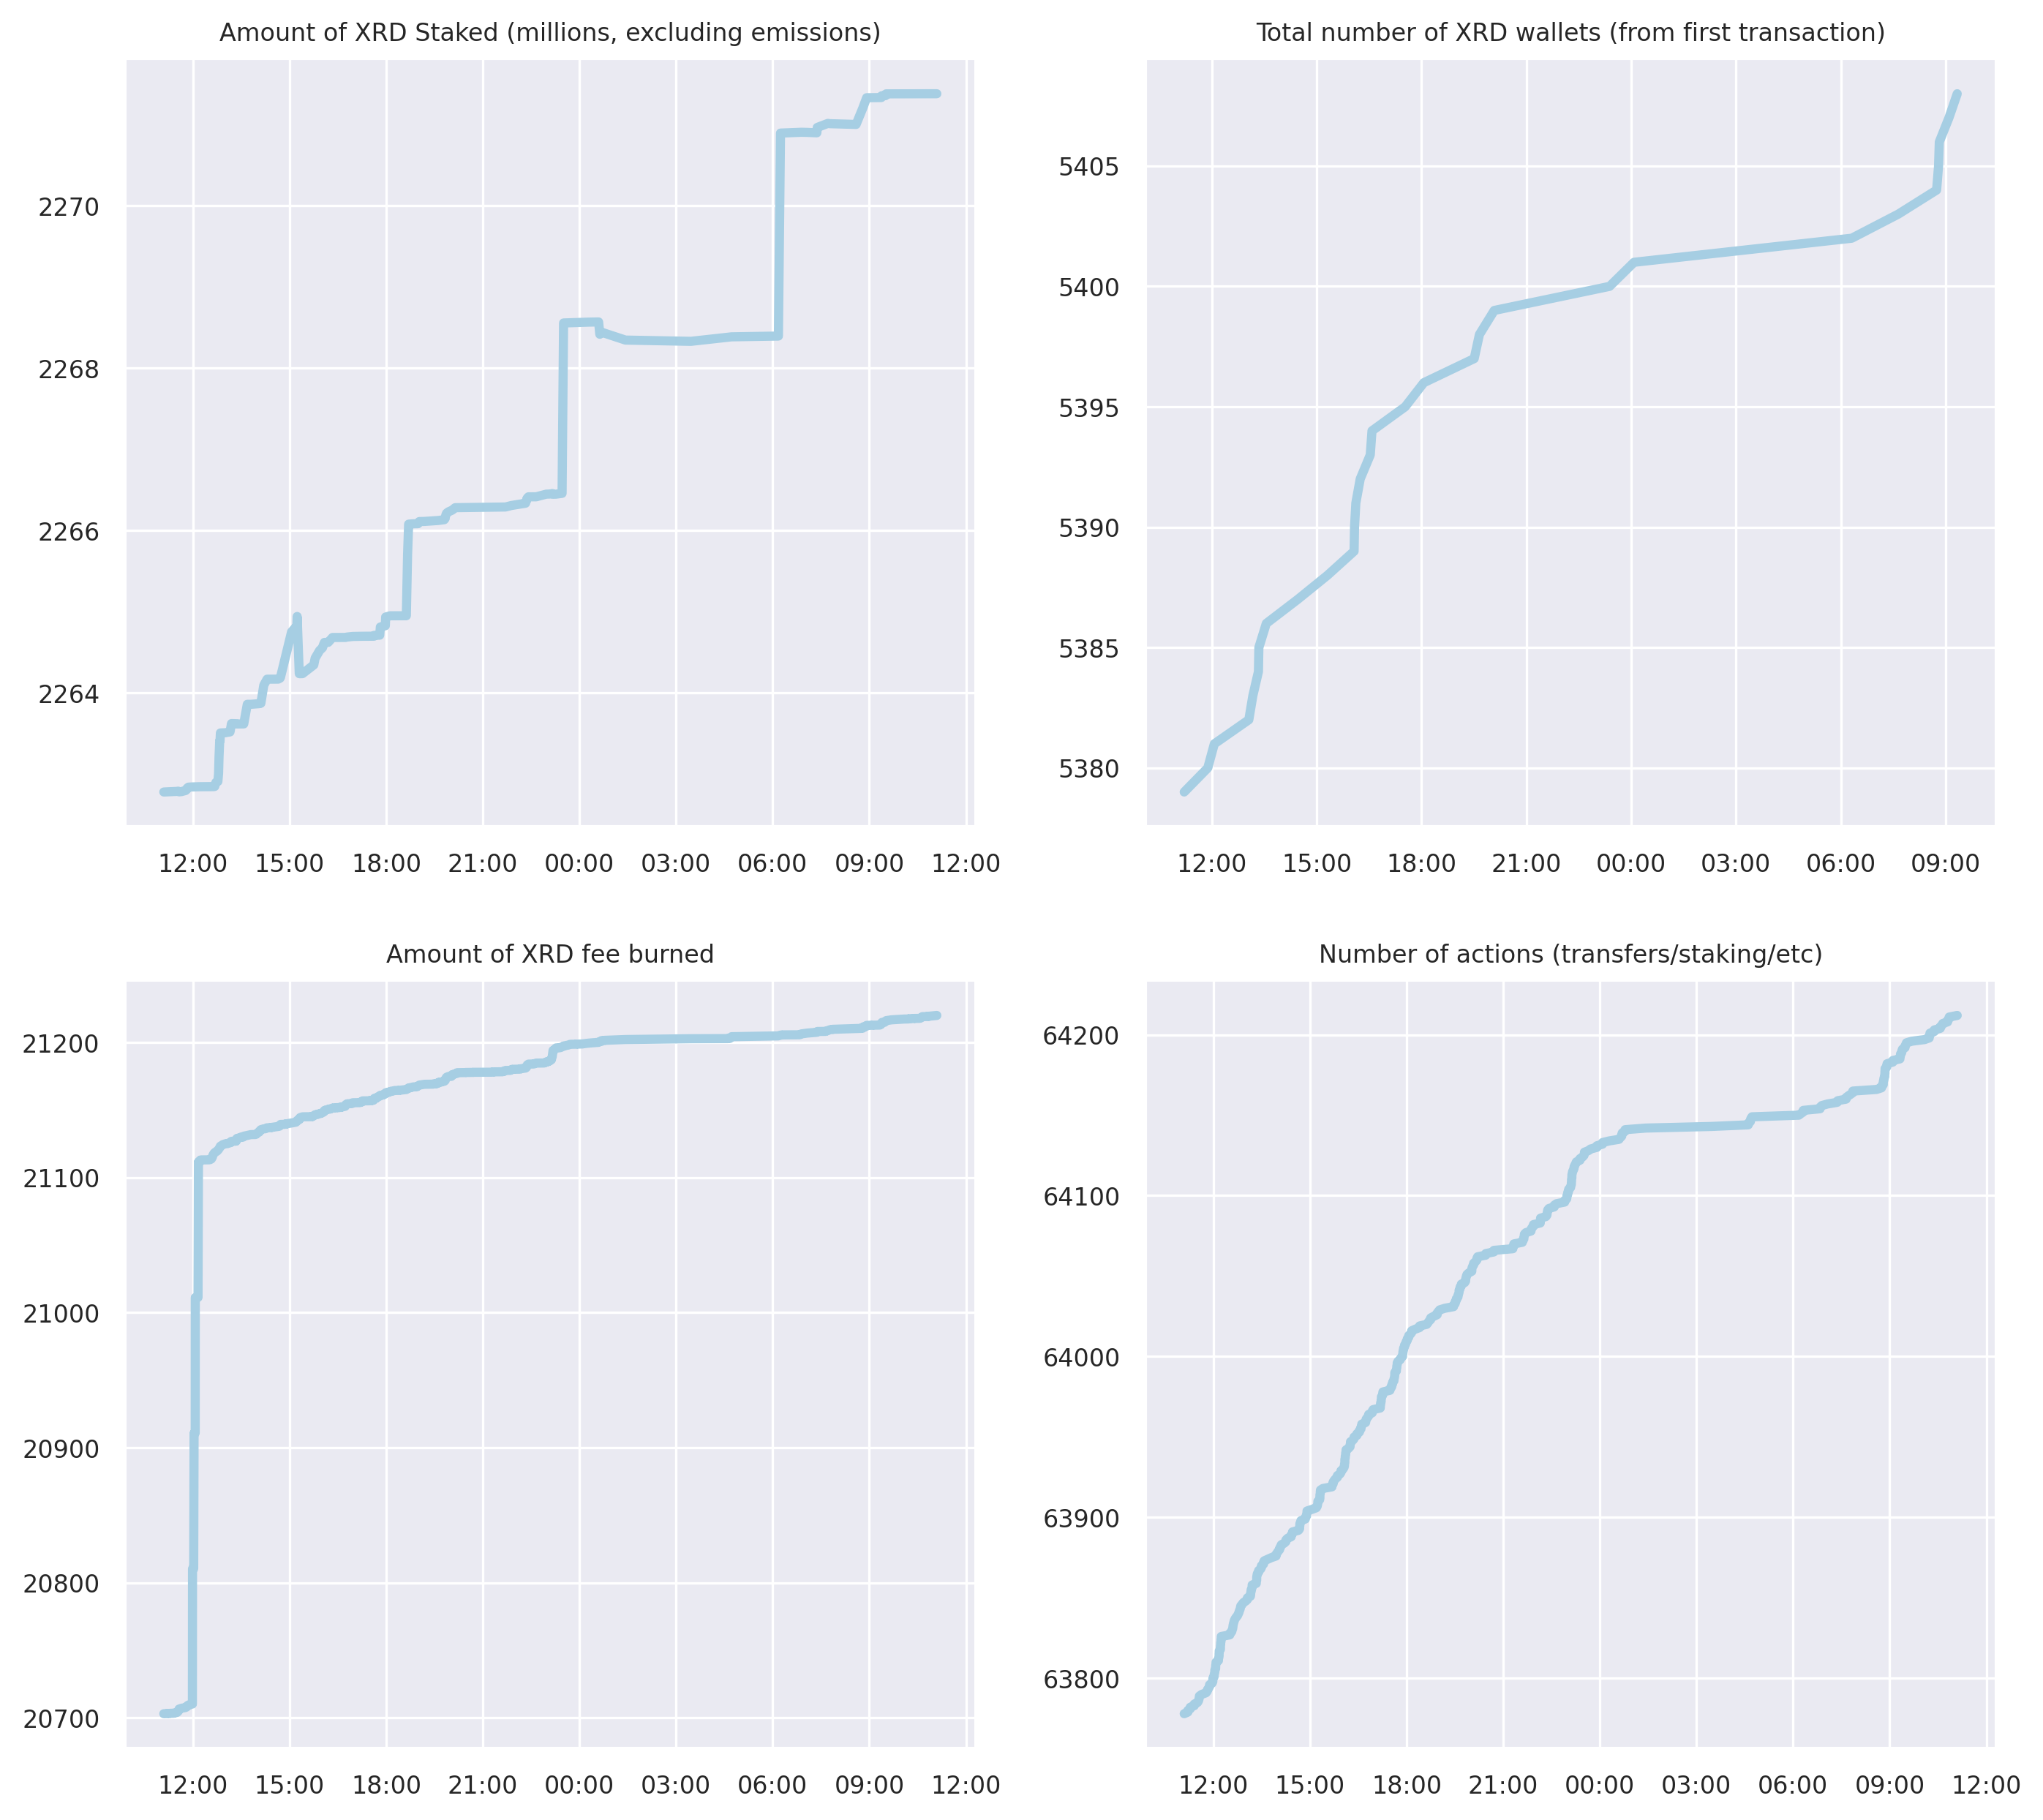 Amount of XRD Staked (millions, excluding emissions)
2270
2268
2266
2264
12:00 15:00 18:00 21:00 00:00 03:00 06:00 09:00 12:00
Total number of XRD wallets (from first transaction)
5405
5400
5395
5390
5385
5380
12:00 15:00 18:00 21:00 00:00 03:00 06:00 09:00
Amount of XRD fee burned
21200
21100
21000
20900
20800
20700
12:00 15:00 18:00 21:00 00:00 03:00 06:00 09:00 12:00
Number of actions (transfers/staking/etc)
64200
64100
64000
63900
63800
12:00 15:00 18:00 21:00 00:00 03:00 06:00 09:00 12:00